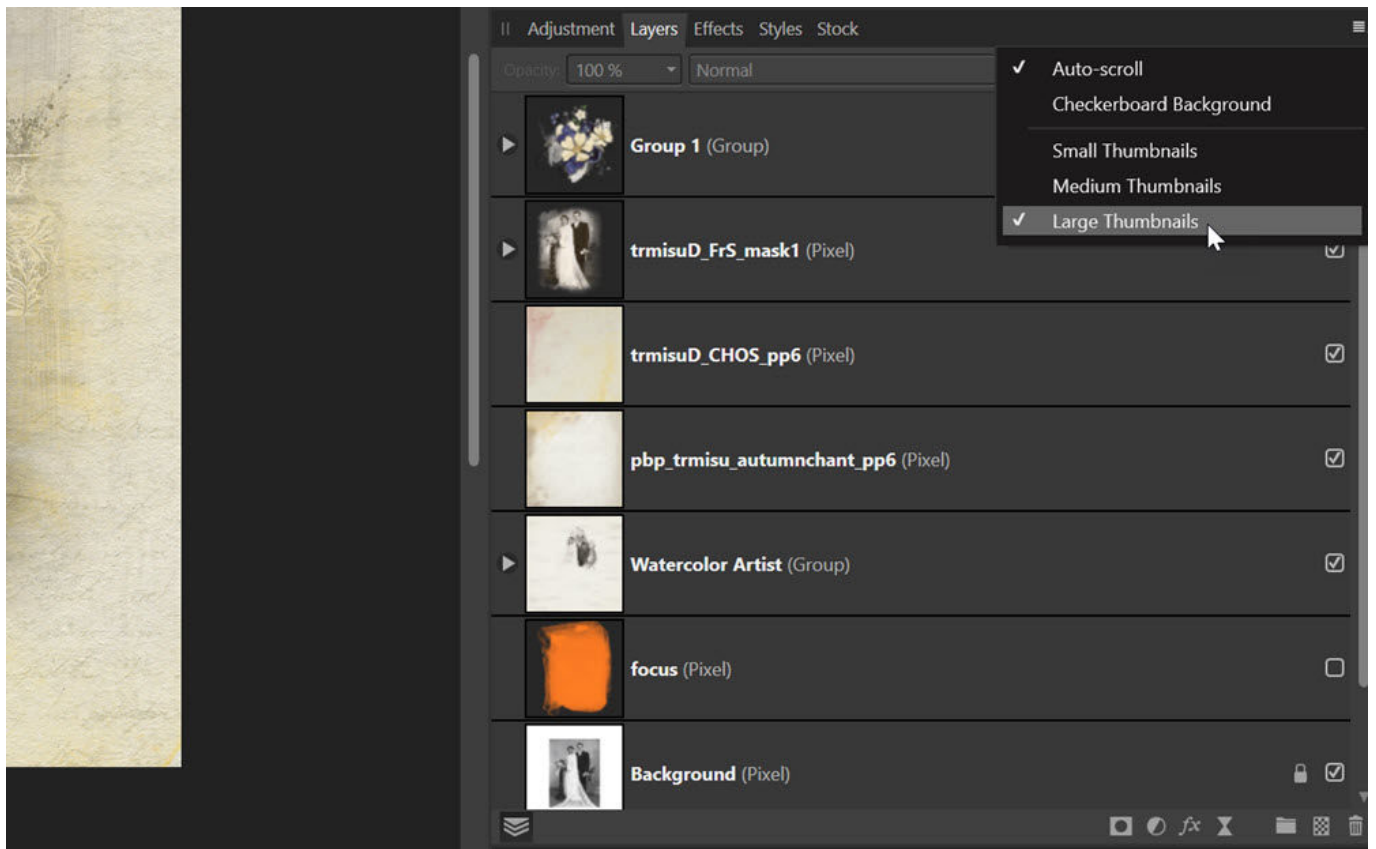 Adjustment Layers Effects Styles Stock
Opacity: 100 % Normal
Auto-scroll
Checkerboard Background
Small Thumbnails
Medium Thumbnails
Large Thumbnails
Group 1 (Group)
trmisuD_FrS_mask1 (Pixel)
trmisuD_CHOS_pp6 (Pixel)
pbp_trmisu_autumnchant_pp6 (Pixel)
Watercolor Artist (Group)
focus (Pixel)
Background (Pixel)
fx